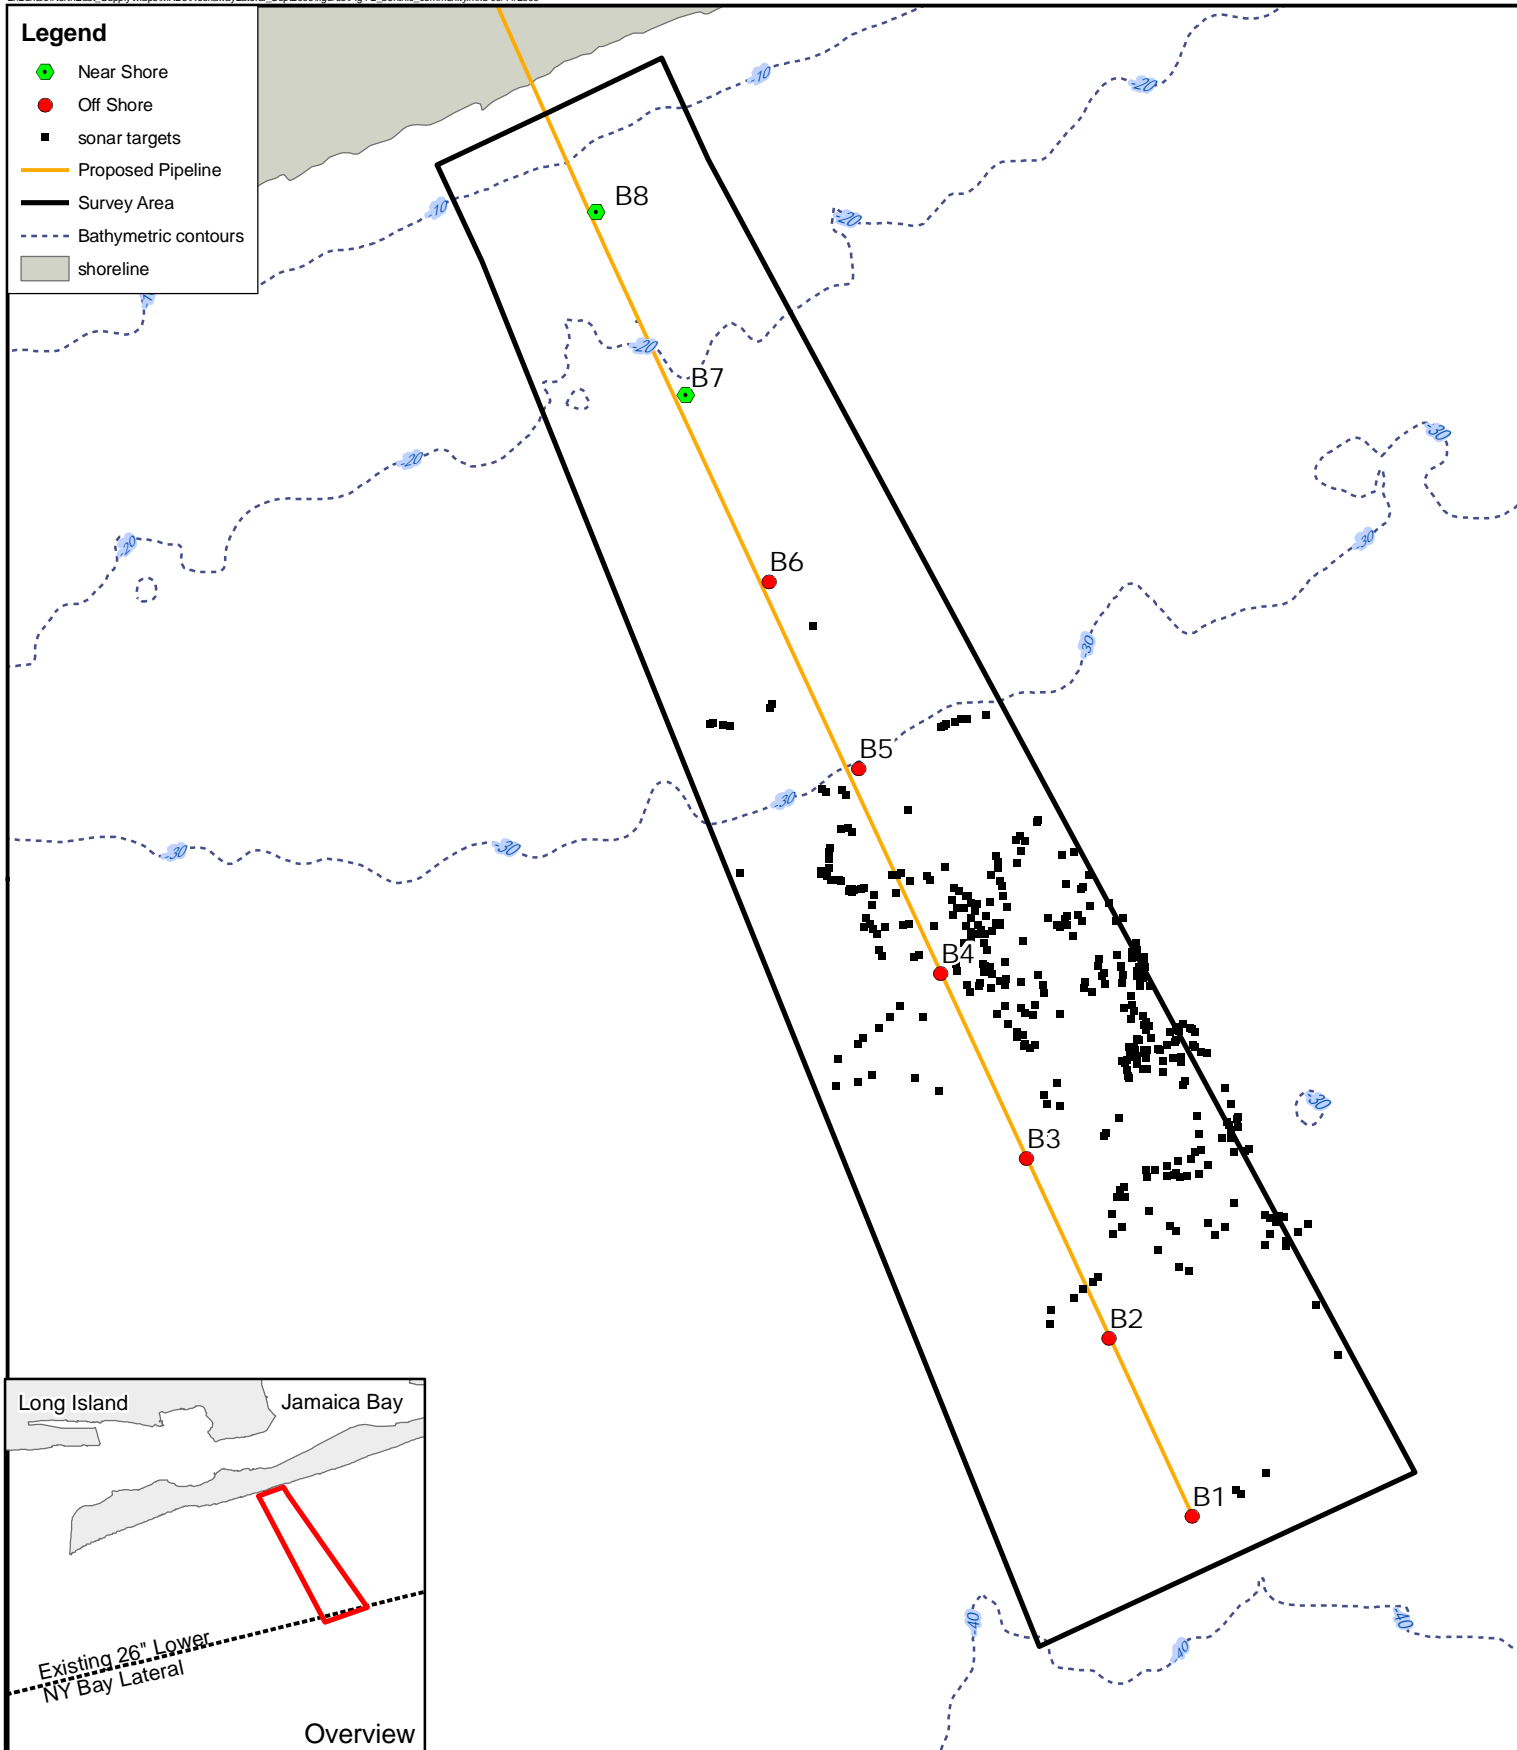 Legend
Near Shore
Off Shore
sonar targets
Proposed Pipeline
Survey Area
Bathymetric contours
shoreline
-10
-20
-10
B8
-20
-20
B7
-30
-20
-30
-20
B6
-30
B5
-30
-30
-30
B4
-30
B3
B2
Long Island
Jamaica Bay
B1
-40
-40
-40
Existing 26" Lower
NY Bay Lateral
Overview